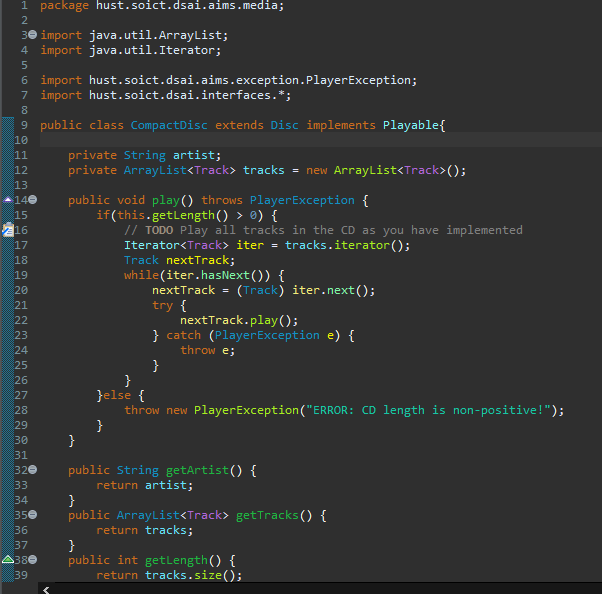 1 package hust.soict.dsai.aims.media;
2
3 import java.util.ArrayList;
4 import java.util.Iterator;
5
6 import hust.soict.dsai.aims.exception.PlayerException;
7 import hust.soict.dsai.interfaces.*;
8
9 public class CompactDisc extends Disc implements Playable{
10
11     private String artist;
12     private ArrayList<Track> tracks = new ArrayList<Track>();
13
14     public void play() throws PlayerException {
15         if(this.getLength() > 0) {
16             // TODO Play all tracks in the CD as you have implemented
17             Iterator<Track> iter = tracks.iterator();
18             Track nextTrack;
19             while(iter.hasNext()) {
20                 nextTrack = (Track) iter.next();
21                 try {
22                     nextTrack.play();
23                 } catch (PlayerException e) {
24                     throw e;
25                 }
26             }
27         }else {
28             throw new PlayerException("ERROR: CD length is non-positive!");
29         }
30     }
31
32     public String getArtist() {
33         return artist;
34     }
35     public ArrayList<Track> getTracks() {
36         return tracks;
37     }
38     public int getLength() {
39         return tracks.size();